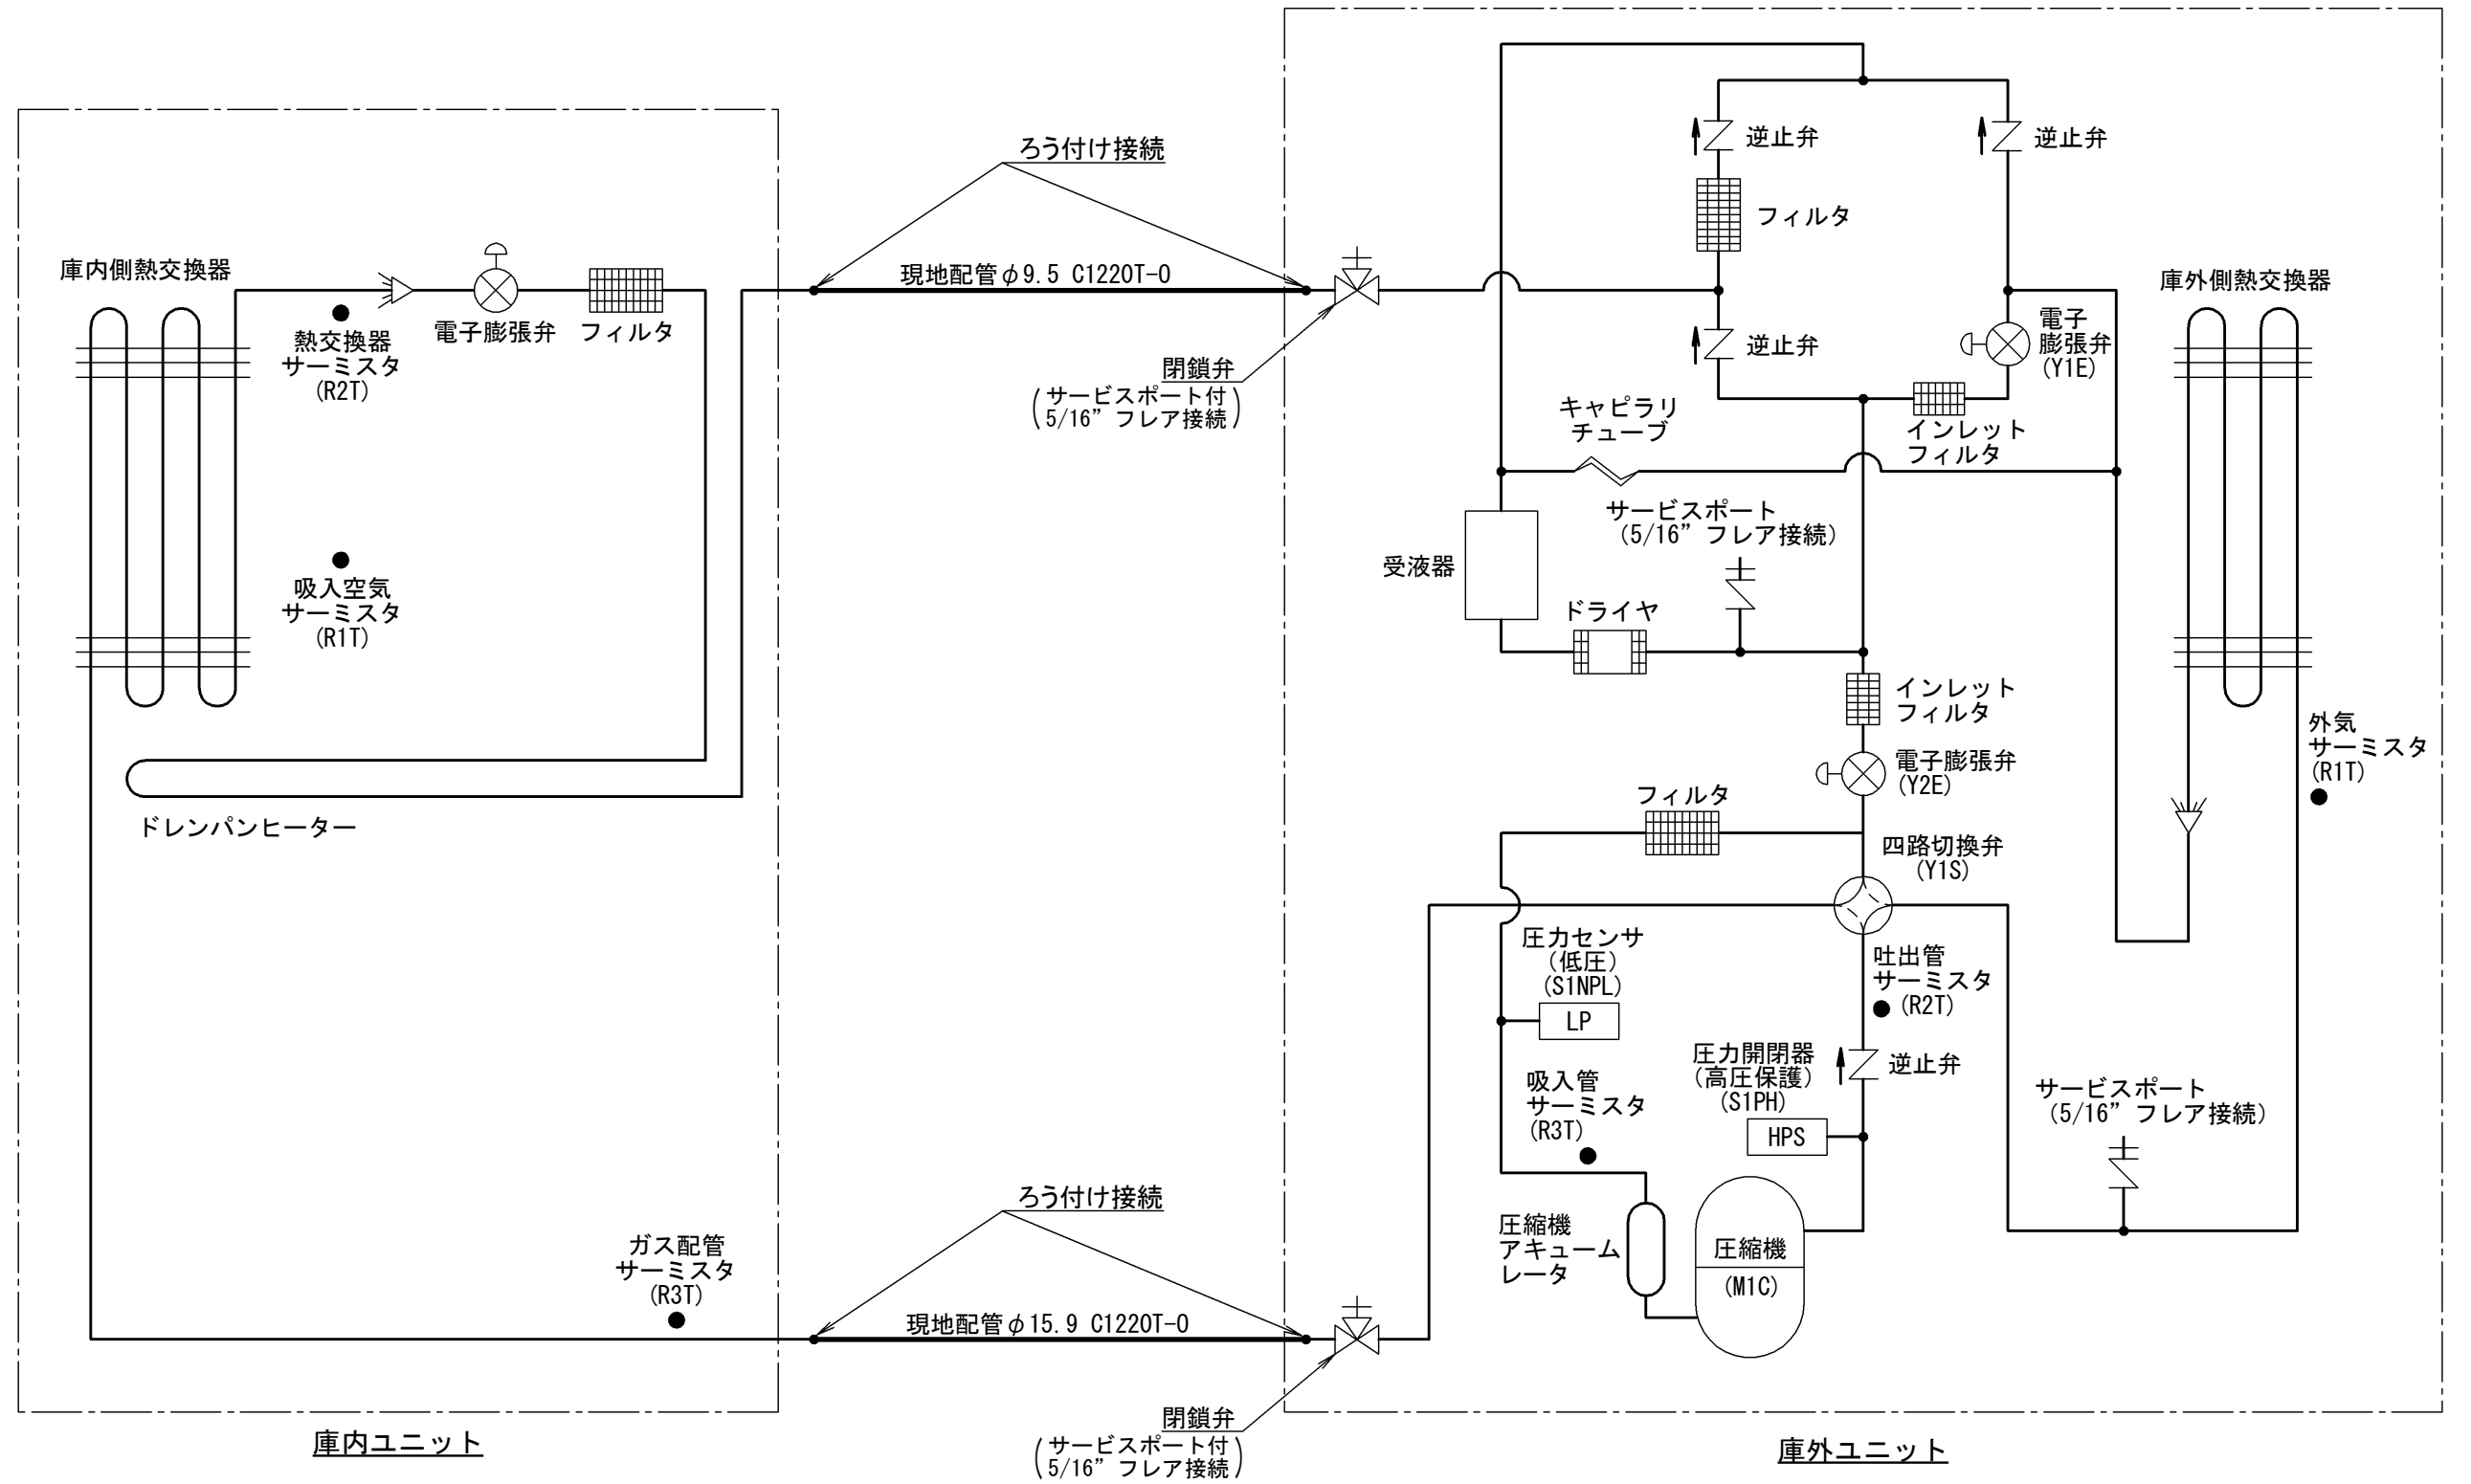 庫内側熱交換器
熱交換器
サーミスタ
(R2T)
電子膨張弁
フィルタ
吸入空気
サーミスタ
(R1T)
ドレンパンヒーター
ガス配管
サーミスタ
(R3T)
庫内ユニット
ろう付け接続
現地配管φ9.5 C1220T-O
閉鎖弁
(サービスポート付
5/16” フレア接続)
ろう付け接続
現地配管φ15.9 C1220T-O
閉鎖弁
(サービスポート付
5/16” フレア接続)
逆止弁
逆止弁
フィルタ
逆止弁
電子
膨張弁
(Y1E)
庫外側熱交換器
キャピラリ
チューブ
インレット
フィルタ
サービスポート
(5/16” フレア接続)
受液器
ドライヤ
インレット
フィルタ
電子膨張弁
(Y2E)
フィルタ
四路切換弁
(Y1S)
外気
サーミスタ
(R1T)
圧力センサ
(低圧)
(S1NPL)
LP
吐出管
サーミスタ
(R2T)
圧力開閉器
(高圧保護)
(S1PH)
HPS
逆止弁
吸入管
サーミスタ
(R3T)
サービスポート
(5/16” フレア接続)
圧縮機
アキューム
レータ
圧縮機
(M1C)
庫外ユニット